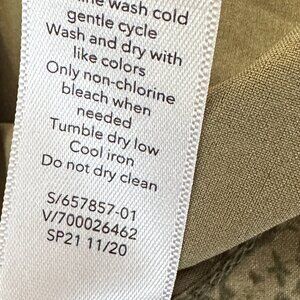 wash cold
gentle cycle
Wash and dry with
like colors
Only non-chlorine
bleach when
needed
Tumble dry low
Cool iron
Do not dry clean
S/657857-01
V/700026462
SP21 11/20